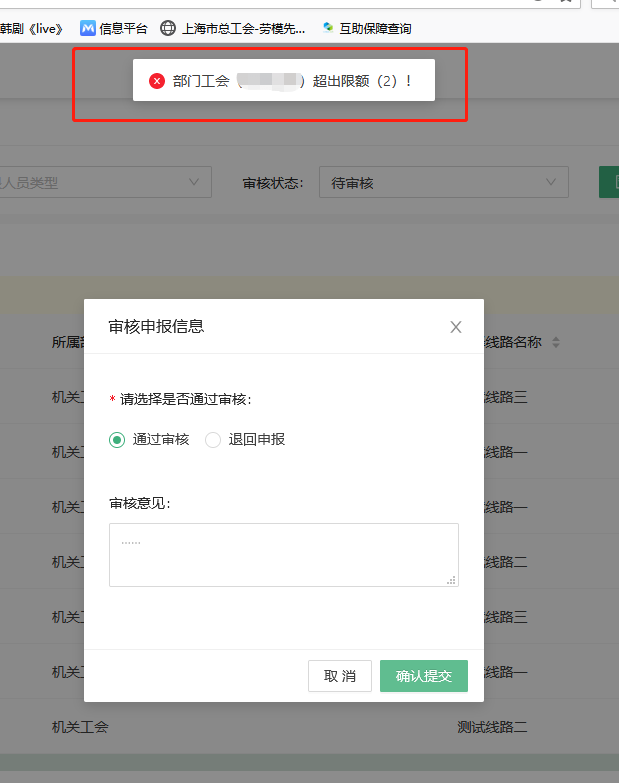 韩剧《live》 信息平台 上海市总工会-劳模先... 互助保障查询
部门工会（ ）超出限额（2）！
人员类型 审核状态： 待审核
审核申报信息
所属 线路名称
* 请选择是否通过审核：
机关工 线路三
通过审核 退回申报
机关工 线路一
审核意见：
机关工 线路一
......
机关工 线路二
机关工 线路三
取 消 确认提交
机关工 线路一
机关工会 测试线路二